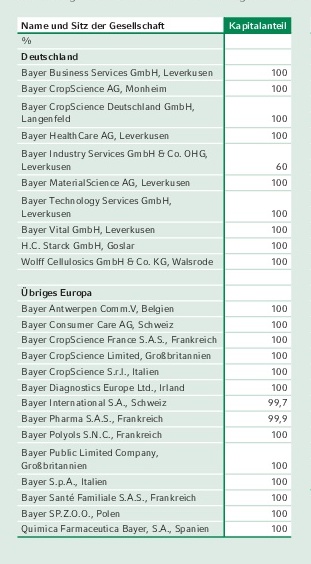 Name und Sitz der Gesellschaft Kapitalanteil
%
Deutschland
Bayer Business Services GmbH, Leverkusen 100
Bayer CropScience AG, Monheim 100
Bayer CropScience Deutschland GmbH,
Langenfeld 100
Bayer HealthCare AG, Leverkusen 100
Bayer Industry Services GmbH & Co. OHG,
Leverkusen 60
Bayer MaterialScience AG, Leverkusen 100
Bayer Technology Services GmbH,
Leverkusen 100
Bayer Vital GmbH, Leverkusen 100
H.C. Starck GmbH, Goslar 100
Wolff Cellulosics GmbH & Co. KG, Walsrode 100
Übriges Europa
Bayer Antwerpen Comm.V, Belgien 100
Bayer Consumer Care AG, Schweiz 100
Bayer CropScience France S.A.S., Frankreich 100
Bayer CropScience Limited, Großbritannien 100
Bayer CropScience S.r.l., Italien 100
Bayer Diagnostics Europe Ltd., Irland 100
Bayer International S.A., Schweiz 99,7
Bayer Pharma S.A.S., Frankreich 99,9
Bayer Polyols S.N.C., Frankreich 100
Bayer Public Limited Company,
Großbritannien 100
Bayer S.p.A., Italien 100
Bayer Santé Familiale S.A.S., Frankreich 100
Bayer SP.Z.O.O., Polen 100
Quimica Farmaceutica Bayer, S.A., Spanien 100